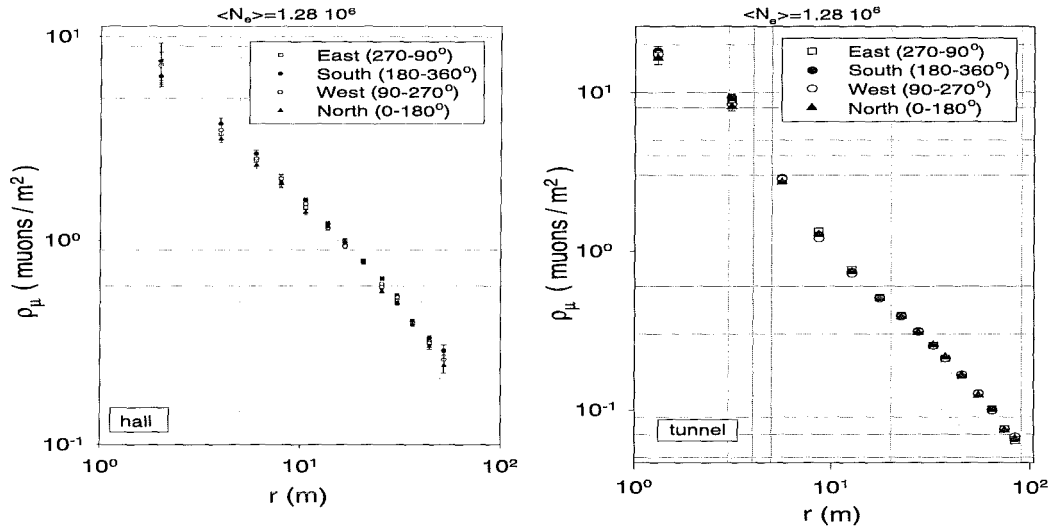 <Nₑ>=1.28 10⁶
10¹
East (270-90°)
South (180-360°)
West (90-270°)
North (0-180°)
ρμ ( muons / m² )
10⁰
hall
10⁻¹
10⁰
10¹
10²
r (m)
<Nₑ>=1.28 10⁶
East (270-90°)
South (180-360°)
West (90-270°)
North (0-180°)
10¹
ρμ ( muons / m² )
10⁰
10⁻¹
tunnel
10⁰
10¹
10²
r (m)